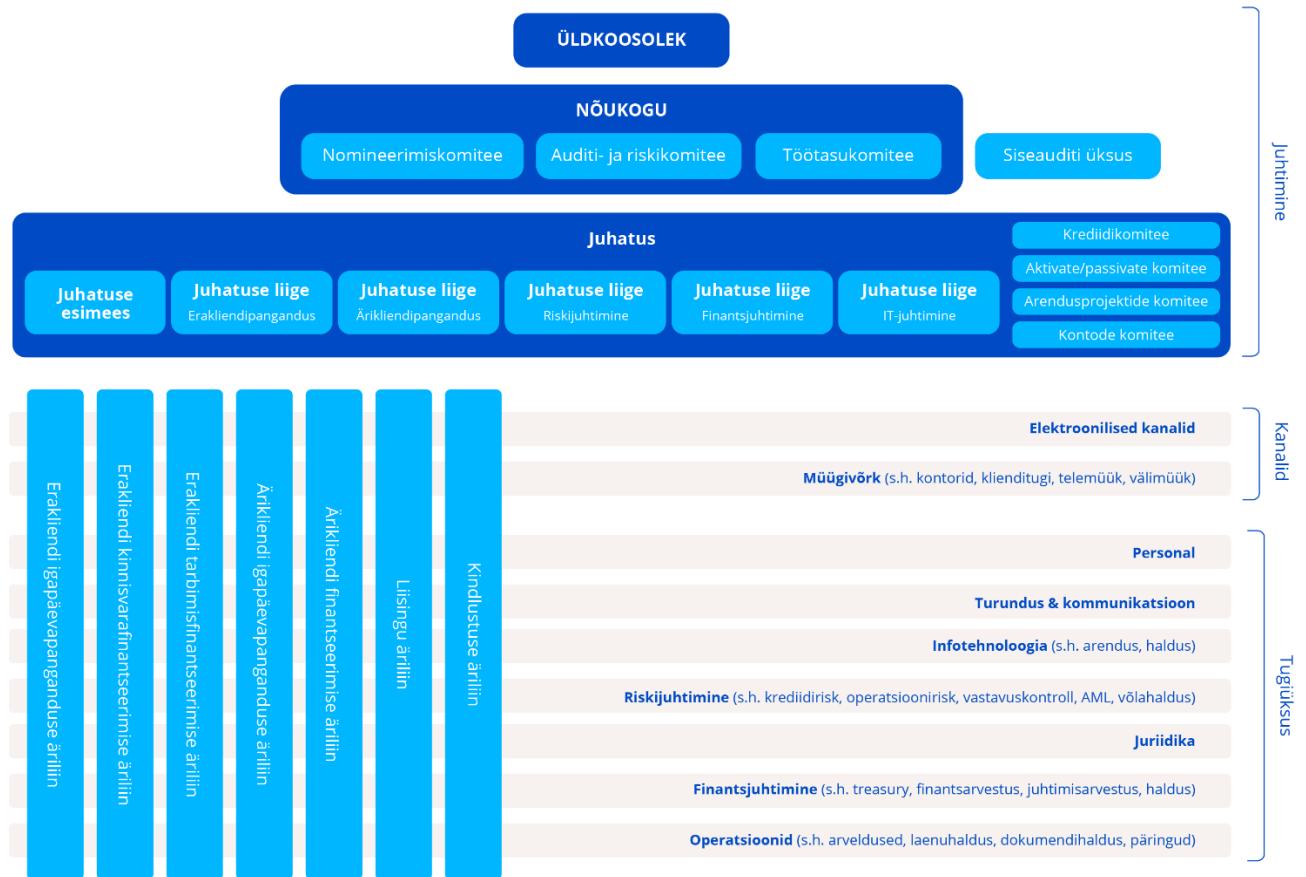 ÜLDKOOSOLEK
NÕUKOGU
Nomineerimiskomitee
Auditi- ja riskikomitee
Töötasukomitee
Siseauditi üksus
Juhtimine
Juhatus
Juhatuse
esimees
Juhatuse liige
Erakliendipangandus
Juhatuse liige
Ärikliendipangandus
Juhatuse liige
Riskijuhtimine
Juhatuse liige
Finantsjuhtimine
Juhatuse liige
IT-juhtimine
Krediidikomitee
Aktivate/passivate komitee
Arendusprojektide komitee
Kontode komitee
Erakliendi igapäevapanganduse äriliin
Erakliendi kinnisvarafinantseerimise äriliin
Erakliendi tarbimisfinantseerimise äriliin
Ärikliendi igapäevapanganduse äriliin
Ärikliendi finantseerimise äriliin
Liisingu äriliin
Kindlustuse äriliin
Elektroonilised kanalid
Müügivõrk (s.h. kontorid, klienditugi, telemüük, välimüük)
Kanalid
Personal
Turundus & kommunikatsioon
Infotehnoloogia (s.h. arendus, haldus)
Riskijuhtimine (s.h. krediidirisk, operatsioonirisk, vastavuskontroll, AML, võlahaldus)
Juriidika
Finantsjuhtimine (s.h. treasury, finantsarvestus, juhtimisarvestus, haldus)
Operatsioonid (s.h. arveldused, laenuhaldus, dokumendihaldus, päringud)
Tugiüksus